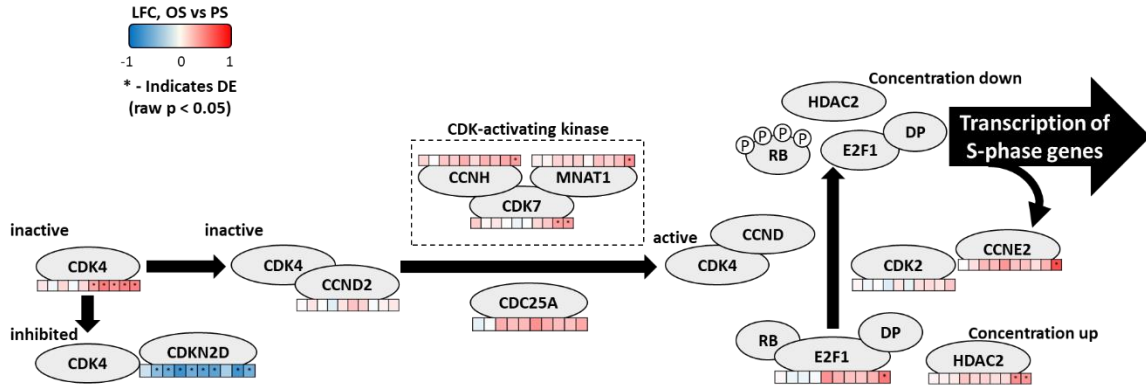 LFC, OS vs PS
-1 0 1
* - Indicates DE
(raw p < 0.05)
CDK-activating kinase
CCNH
MNAT1
CDK7
inactive
CDK4
inactive
CDK4
CCND2
inhibited
CDK4
CDKN2D
CDC25A
active
CCND
CDK4
Concentration down
HDAC2
P P P P
RB
E2F1
DP
Transcription of
S-phase genes
CDK2
CCNE2
RB
E2F1
DP
Concentration up
HDAC2